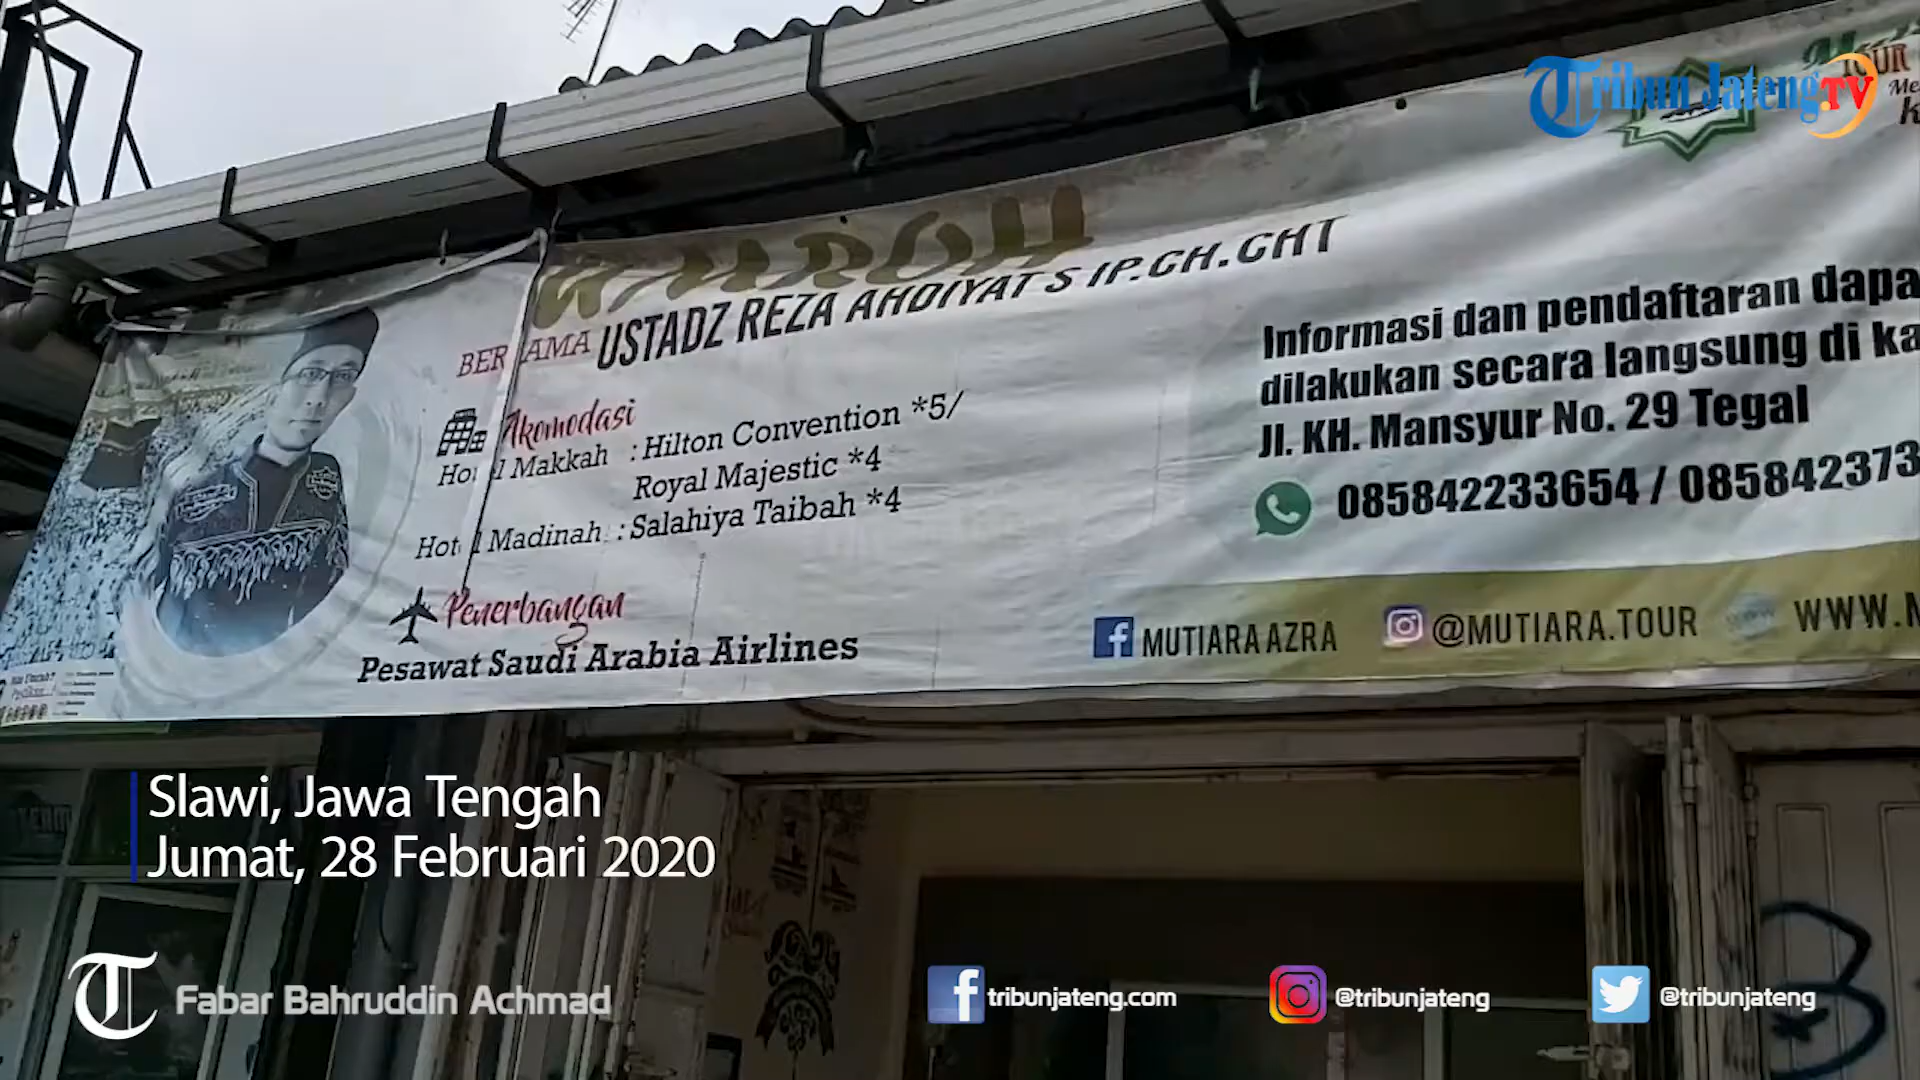 Tribun Jateng.TV
TOUR
UMROH
BERSAMA USTADZ REZA AHDIYAT S IP.CH.CHT
Akomodasi
Hotel Makkah : Hilton Convention *5/
Royal Majestic *4
Hotel Madinah : Salahiya Taibah *4
Penerbangan
Pesawat Saudi Arabia Airlines
Informasi dan pendaftaran dapa
dilakukan secara langsung di ka
Jl. KH. Mansyur No. 29 Tegal
085842233654 / 085842373
MUTIARA AZRA @MUTIARA.TOUR WWW.M
Slawi, Jawa Tengah
Jumat, 28 Februari 2020
Fabar Bahruddin Achmad
tribunjateng.com @tribunjateng @tribunjateng